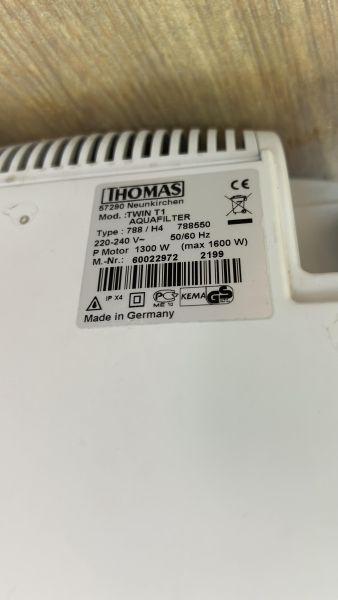 THOMAS
57290 Neunkirchen
Mod. : TWIN T1
AQUAFILTER
Type : 788 / H4 788550
220-240 V~ 50/60 Hz
P Motor 1300 W (max 1600 W)
M.-Nr.: 60022972 2199
IP X4 KEMA GS
Made in Germany